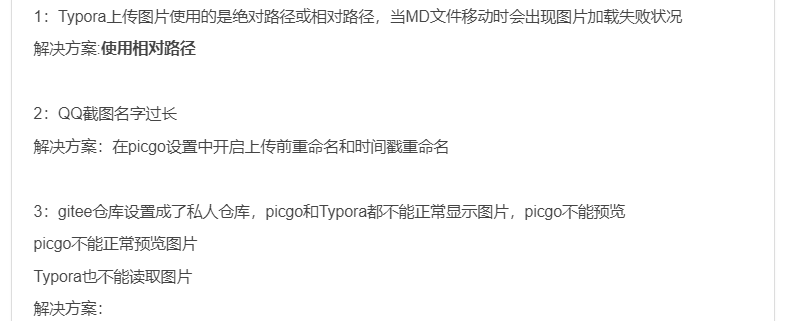 1：Typora上传图片使用的是绝对路径或相对路径，当MD文件移动时会出现图片加载失败状况
解决方案:使用相对路径
2：QQ截图名字过长
解决方案：在picgo设置中开启上传前重命名和时间戳重命名
3：gitee仓库设置成了私人仓库，picgo和Typora都不能正常显示图片，picgo不能预览
picgo不能正常预览图片
Typora也不能读取图片
解决方案：